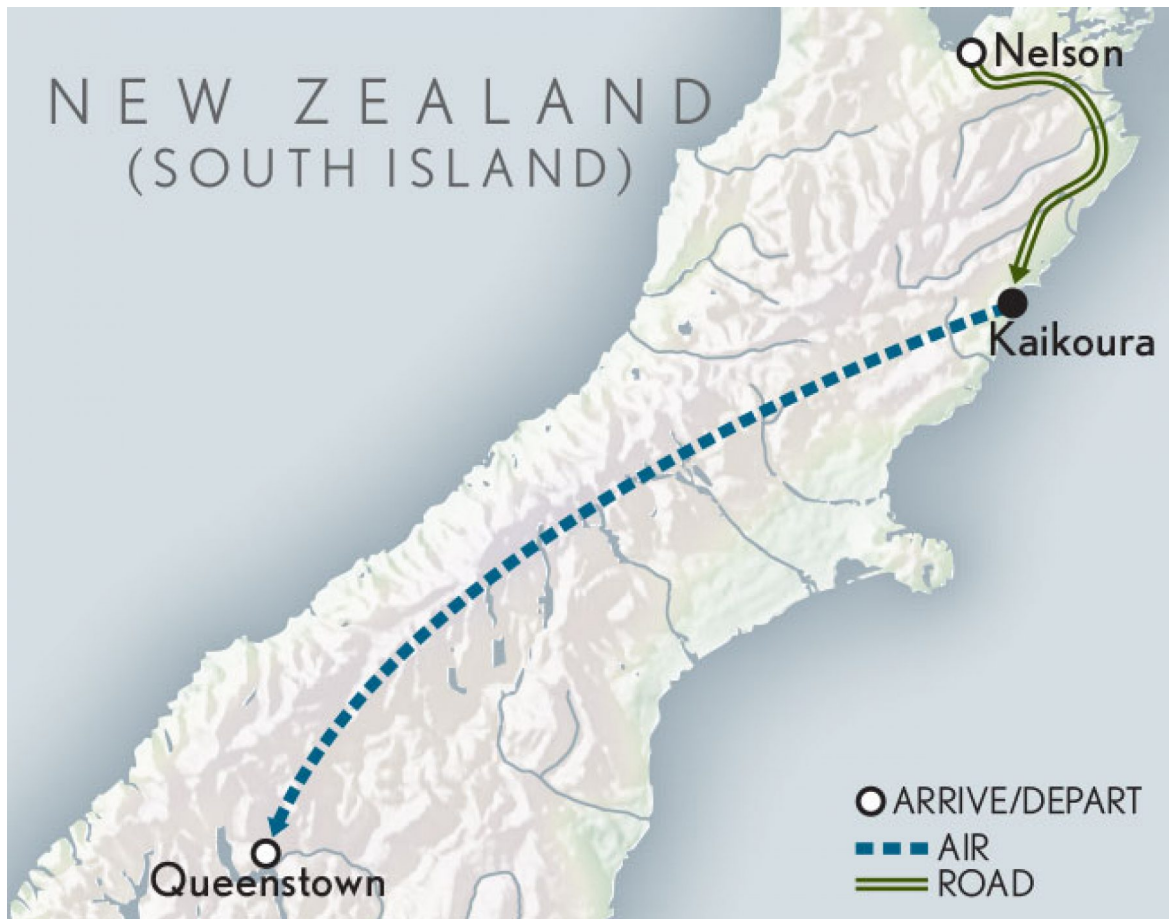 NEW ZEALAND
(SOUTH ISLAND)
Nelson
Kaikoura
Queenstown
ARRIVE/DEPART
AIR
ROAD